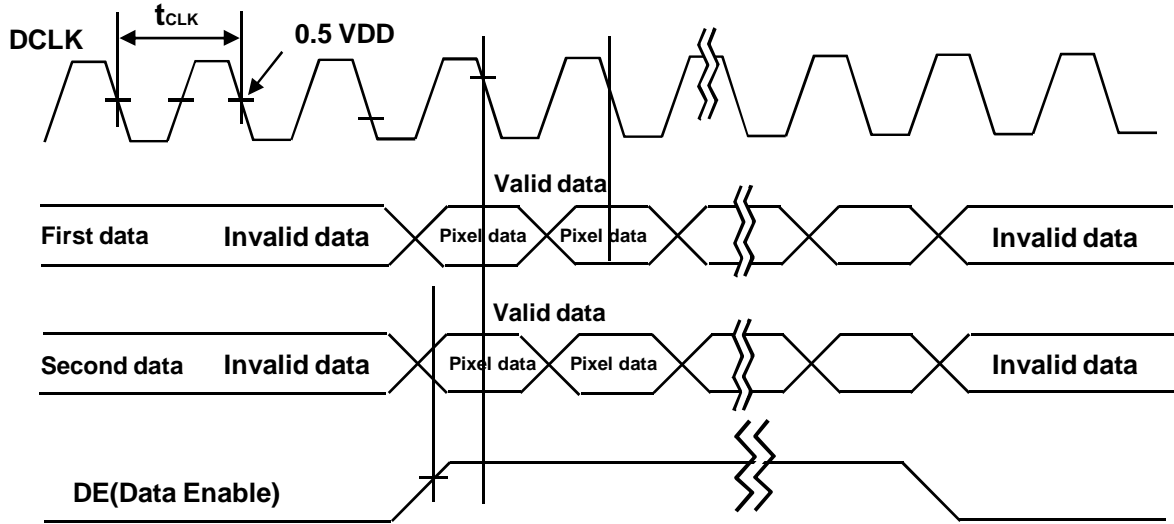 tCLK
DCLK
0.5 VDD
Valid data
First data Invalid data Pixel data Pixel data Invalid data
Valid data
Second data Invalid data Pixel data Pixel data Invalid data
DE(Data Enable)